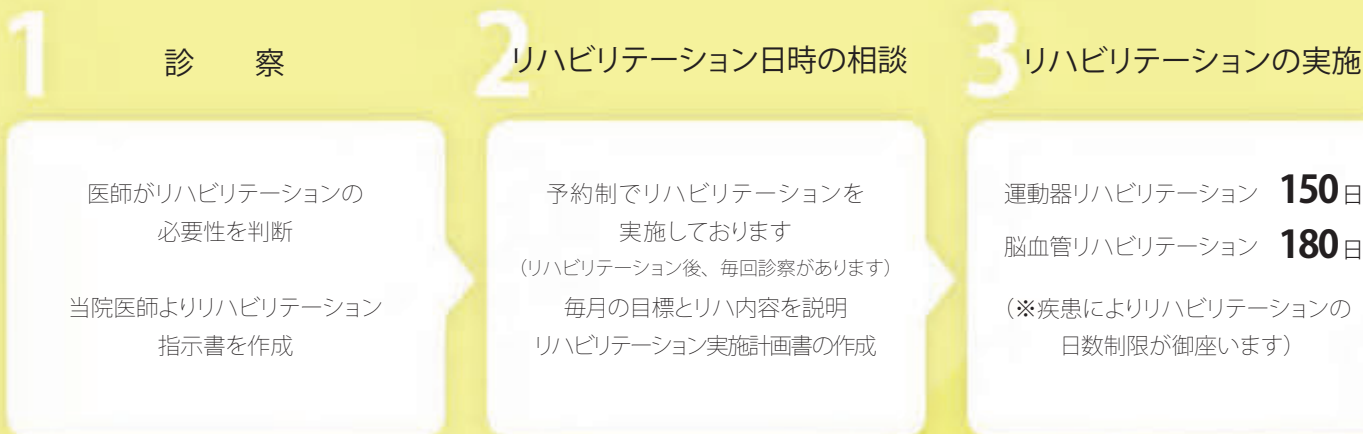 1 診　察
医師がリハビリテーションの
必要性を判断
当院医師よりリハビリテーション
指示書を作成
2 リハビリテーション日時の相談
予約制でリハビリテーションを
実施しております
（リハビリテーション後、毎回診察があります）
毎月の目標とリハ内容を説明
リハビリテーション実施計画書の作成
3 リハビリテーションの実施
運動器リハビリテーション 150日
脳血管リハビリテーション 180日
（※疾患によりリハビリテーションの
日数制限が御座います）